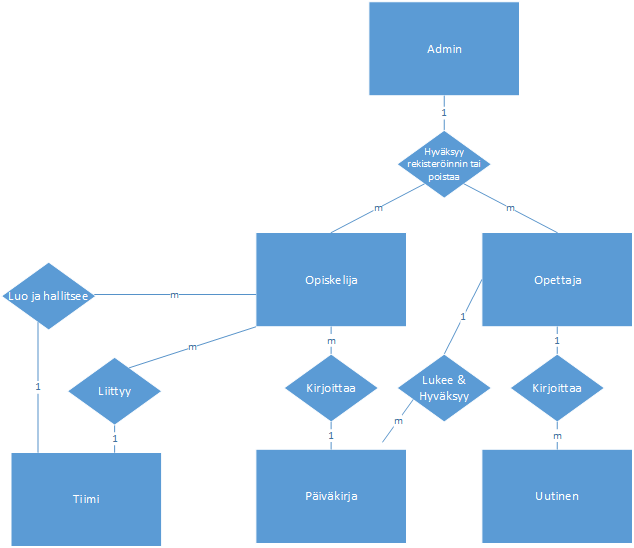 Admin
1
Hyväksyy
rekisteröinnin tai
poistaa
m
m
Opiskelija
Opettaja
Luo ja hallitsee
m
1
m
m
1
1
Liittyy
Kirjoittaa
Lukee &
Hyväksyy
Kirjoittaa
1
1
m
m
Tiimi
Päiväkirja
Uutinen